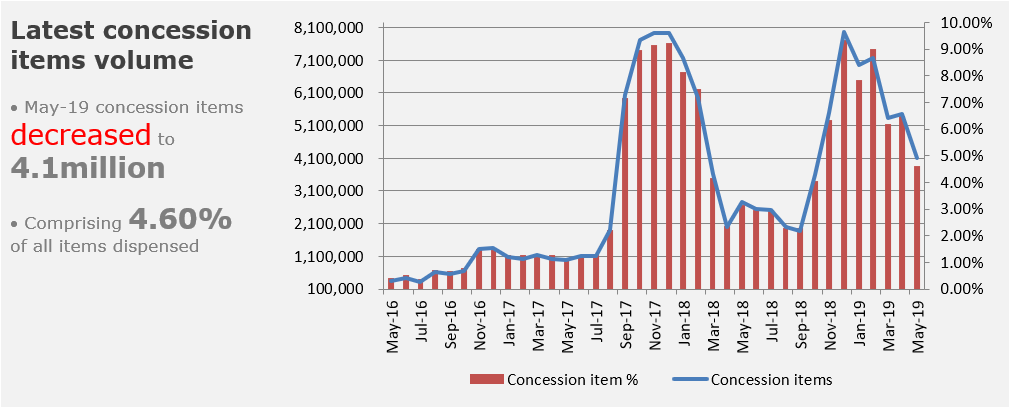 Latest concession
items volume
• May-19 concession items
decreased to
4.1million
• Comprising 4.60%
of all items dispensed
8,100,000
7,100,000
6,100,000
5,100,000
4,100,000
3,100,000
2,100,000
1,100,000
100,000
10.00%
9.00%
8.00%
7.00%
6.00%
5.00%
4.00%
3.00%
2.00%
1.00%
0.00%
May-16
Jul-16
Sep-16
Nov-16
Jan-17
Mar-17
May-17
Jul-17
Sep-17
Nov-17
Jan-18
Mar-18
May-18
Jul-18
Sep-18
Nov-18
Jan-19
Mar-19
May-19
Concession item %
Concession items